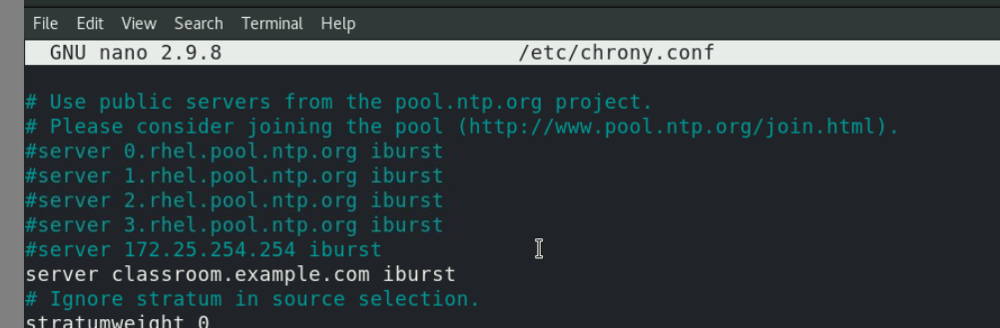 File Edit View Search Terminal Help
GNU nano 2.9.8 /etc/chrony.conf
# Use public servers from the pool.ntp.org project.
# Please consider joining the pool (http://www.pool.ntp.org/join.html).
#server 0.rhel.pool.ntp.org iburst
#server 1.rhel.pool.ntp.org iburst
#server 2.rhel.pool.ntp.org iburst
#server 3.rhel.pool.ntp.org iburst
#server 172.25.254.254 iburst
server classroom.example.com iburst
# Ignore stratum in source selection.
stratumweight 0